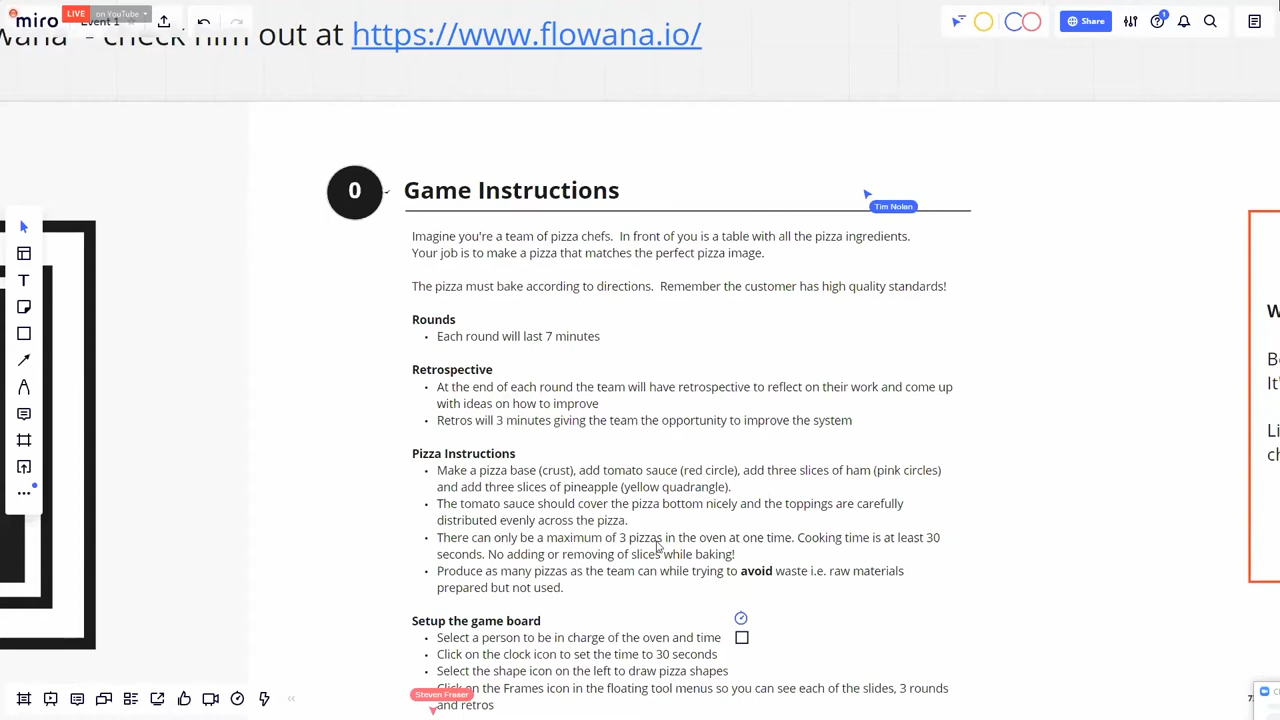 miro
LIVE on YouTube
Event 1
Share
1
- check him out at https://www.flowana.io/
0
Game Instructions
Tim Nolan
Imagine you're a team of pizza chefs. In front of you is a table with all the pizza ingredients.
Your job is to make a pizza that matches the perfect pizza image.
The pizza must bake according to directions. Remember the customer has high quality standards!
Rounds
• Each round will last 7 minutes
Retrospective
• At the end of each round the team will have retrospective to reflect on their work and come up
with ideas on how to improve
• Retros will 3 minutes giving the team the opportunity to improve the system
Pizza Instructions
• Make a pizza base (crust), add tomato sauce (red circle), add three slices of ham (pink circles)
and add three slices of pineapple (yellow quadrangle).
• The tomato sauce should cover the pizza bottom nicely and the toppings are carefully
distributed evenly across the pizza.
• There can only be a maximum of 3 pizzas in the oven at one time. Cooking time is at least 30
seconds. No adding or removing of slices while baking!
• Produce as many pizzas as the team can while trying to avoid waste i.e. raw materials
prepared but not used.
Setup the game board
• Select a person to be in charge of the oven and time
• Click on the clock icon to set the time to 30 seconds
• Select the shape icon on the left to draw pizza shapes
• Click on the Frames icon in the floating tool menus so you can see each of the slides, 3 rounds
and retros
Steven Fraser